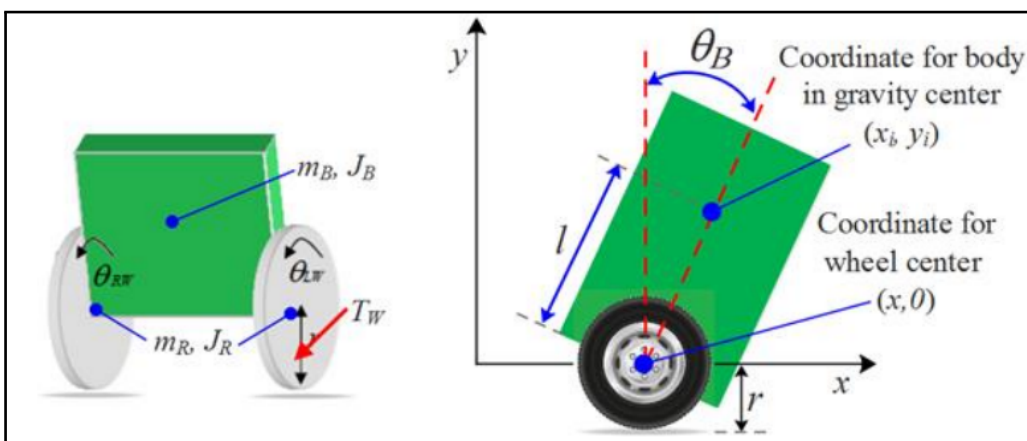 m_B, J_B
θ_RW
θ_LW
r
T_W
m_R, J_R
y
θ_B
Coordinate for body
in gravity center
(x_i, y_i)
l
Coordinate for
wheel center
(x,0)
x
r